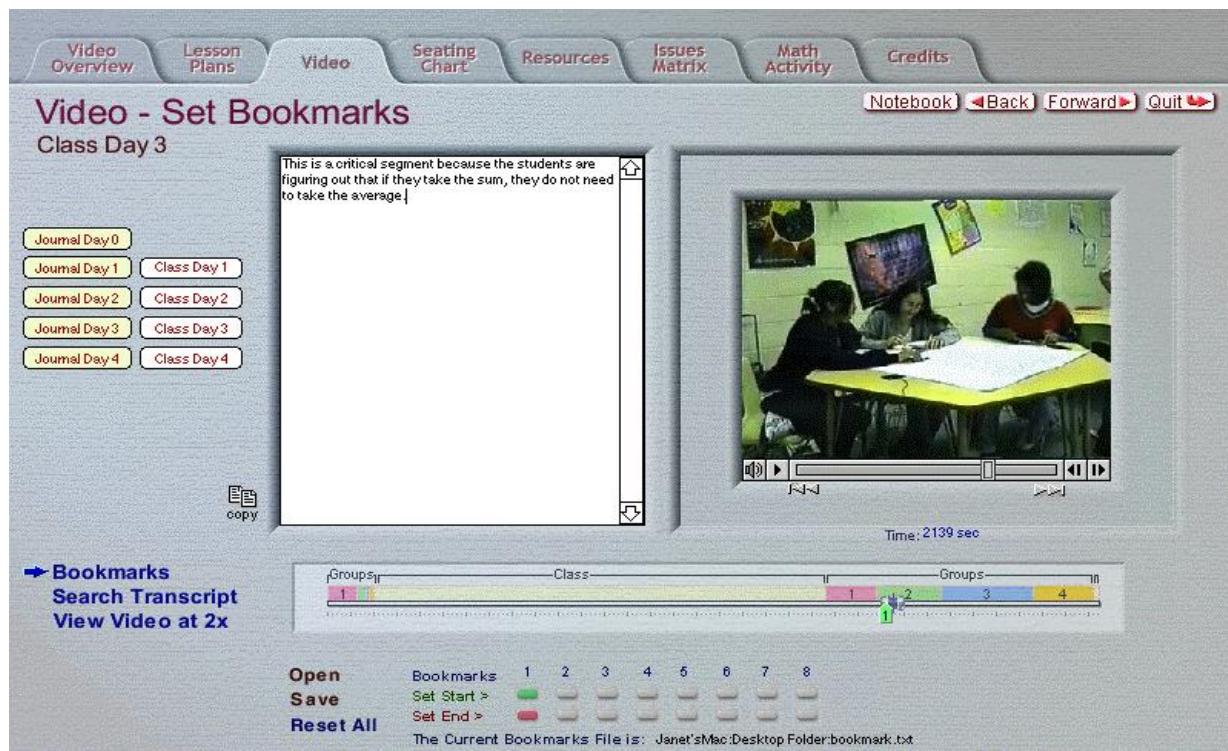 Video Overview
Lesson Plans
Video
Seating Chart
Resources
Issues Matrix
Math Activity
Credits
Notebook
Back
Forward
Quit
Video - Set Bookmarks
Class Day 3
This is a critical segment because the students are
figuring out that if they take the sum, they do not need
to take the average.
Journal Day 0
Journal Day 1 Class Day 1
Journal Day 2 Class Day 2
Journal Day 3 Class Day 3
Journal Day 4 Class Day 4
copy
Time: 2139 sec
Bookmarks
Search Transcript
View Video at 2x
Groups Class Groups
1 1 2 3 4
1
Open
Save
Reset All
Bookmarks 1 2 3 4 5 6 7 8
Set Start >
Set End >
The Current Bookmarks File is: Janet'sMac:Desktop Folder:bookmark.txt